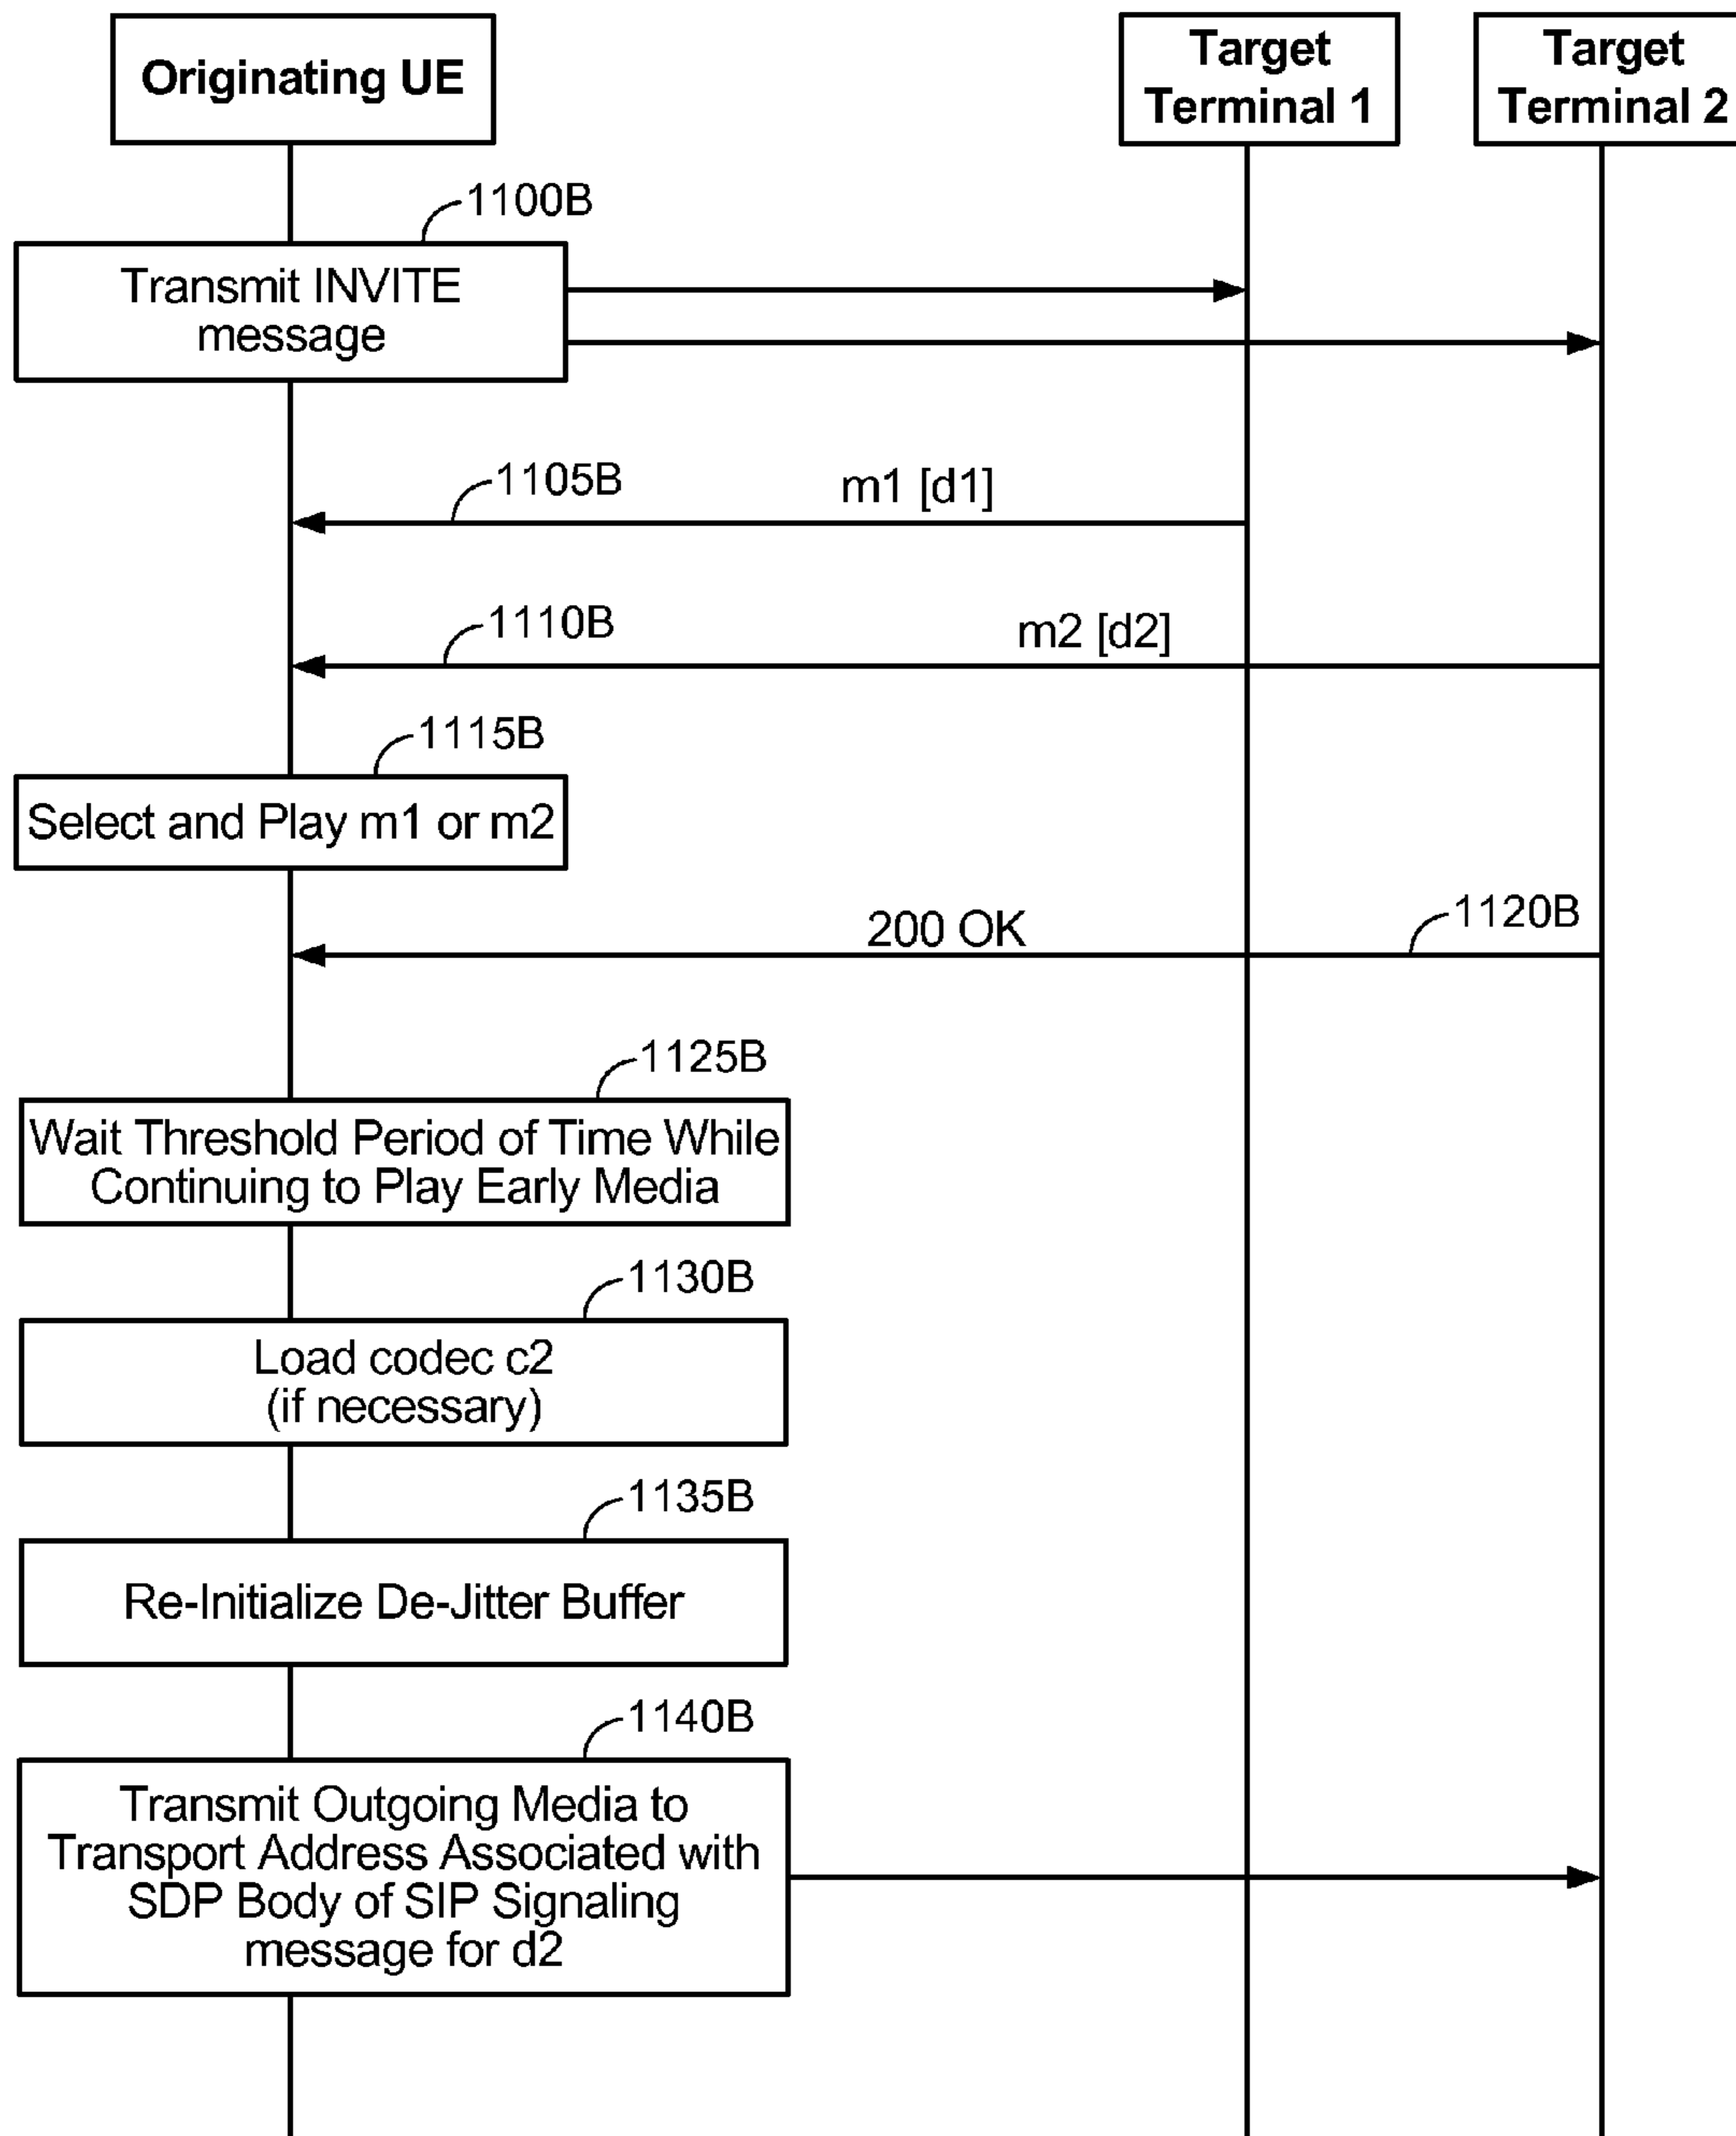 Originating UE
Target
Terminal 1
Target
Terminal 2
1100B
Transmit INVITE
message
1105B
m1 [d1]
1110B
m2 [d2]
1115B
Select and Play m1 or m2
200 OK
1120B
1125B
Wait Threshold Period of Time While
Continuing to Play Early Media
1130B
Load codec c2
(if necessary)
1135B
Re-Initialize De-Jitter Buffer
1140B
Transmit Outgoing Media to
Transport Address Associated with
SDP Body of SIP Signaling
message for d2